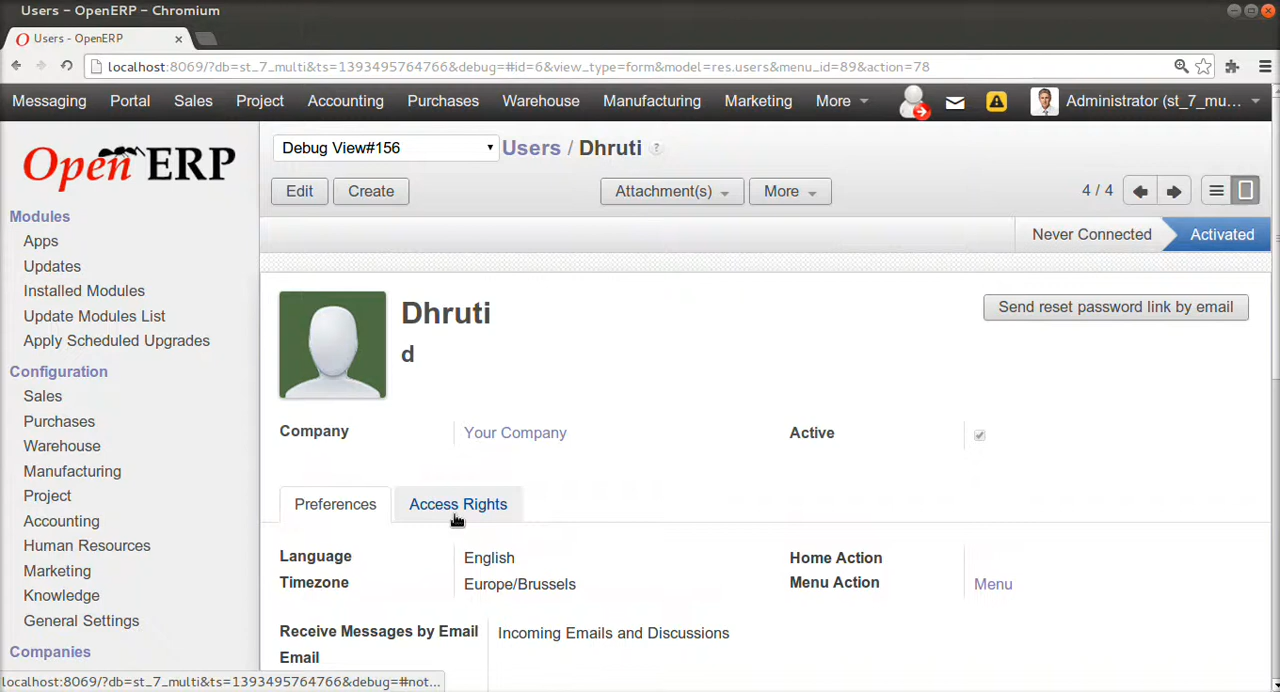 Users - OpenERP - Chromium
Users - OpenERP ×
localhost:8069/?db=st_7_multi&ts=1393495764766&debug=#id=6&view_type=form&model=res.users&menu_id=89&action=78
Messaging Portal Sales Project Accounting Purchases Warehouse Manufacturing Marketing More Administrator (st_7_mu...
OpenERP
Debug View#156 Users / Dhruti ?
Edit Create Attachment(s) More 4 / 4
Never Connected Activated
Modules
Apps
Updates
Installed Modules
Update Modules List
Apply Scheduled Upgrades
Configuration
Sales
Purchases
Warehouse
Manufacturing
Project
Accounting
Human Resources
Marketing
Knowledge
General Settings
Companies
Dhruti
d
Send reset password link by email
Company Your Company Active
Preferences Access Rights
Language English Home Action
Timezone Europe/Brussels Menu Action Menu
Receive Messages by Email Incoming Emails and Discussions
Email
localhost:8069/?db=st_7_multi&ts=1393495764766&debug=#not...